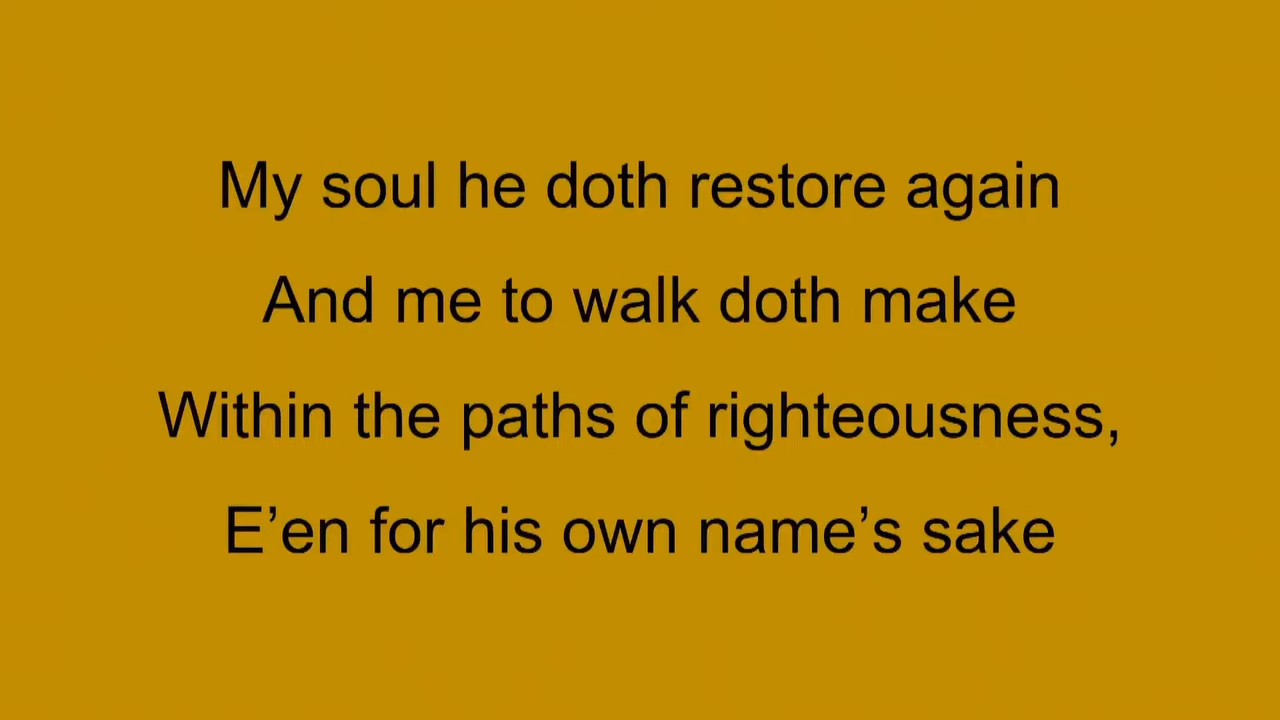 My soul he doth restore again
And me to walk doth make
Within the paths of righteousness,
E’en for his own name’s sake